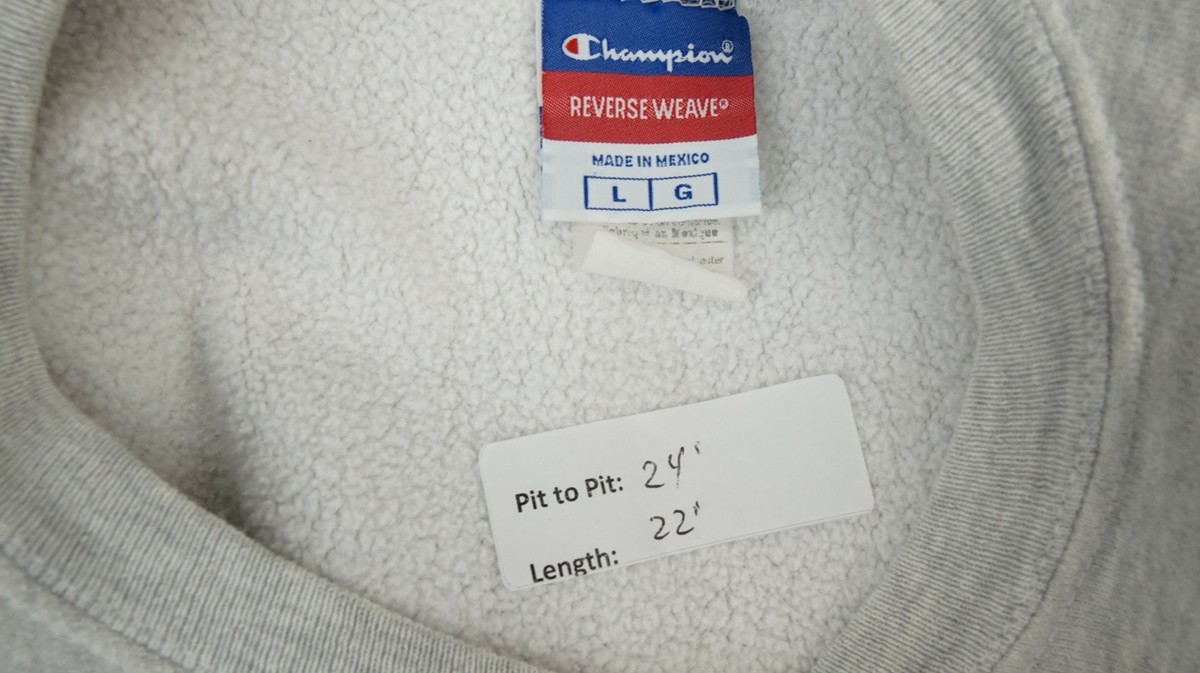 Champion®
REVERSE WEAVE®
MADE IN MEXICO
L G
Pit to Pit: 24'
22"
Length: